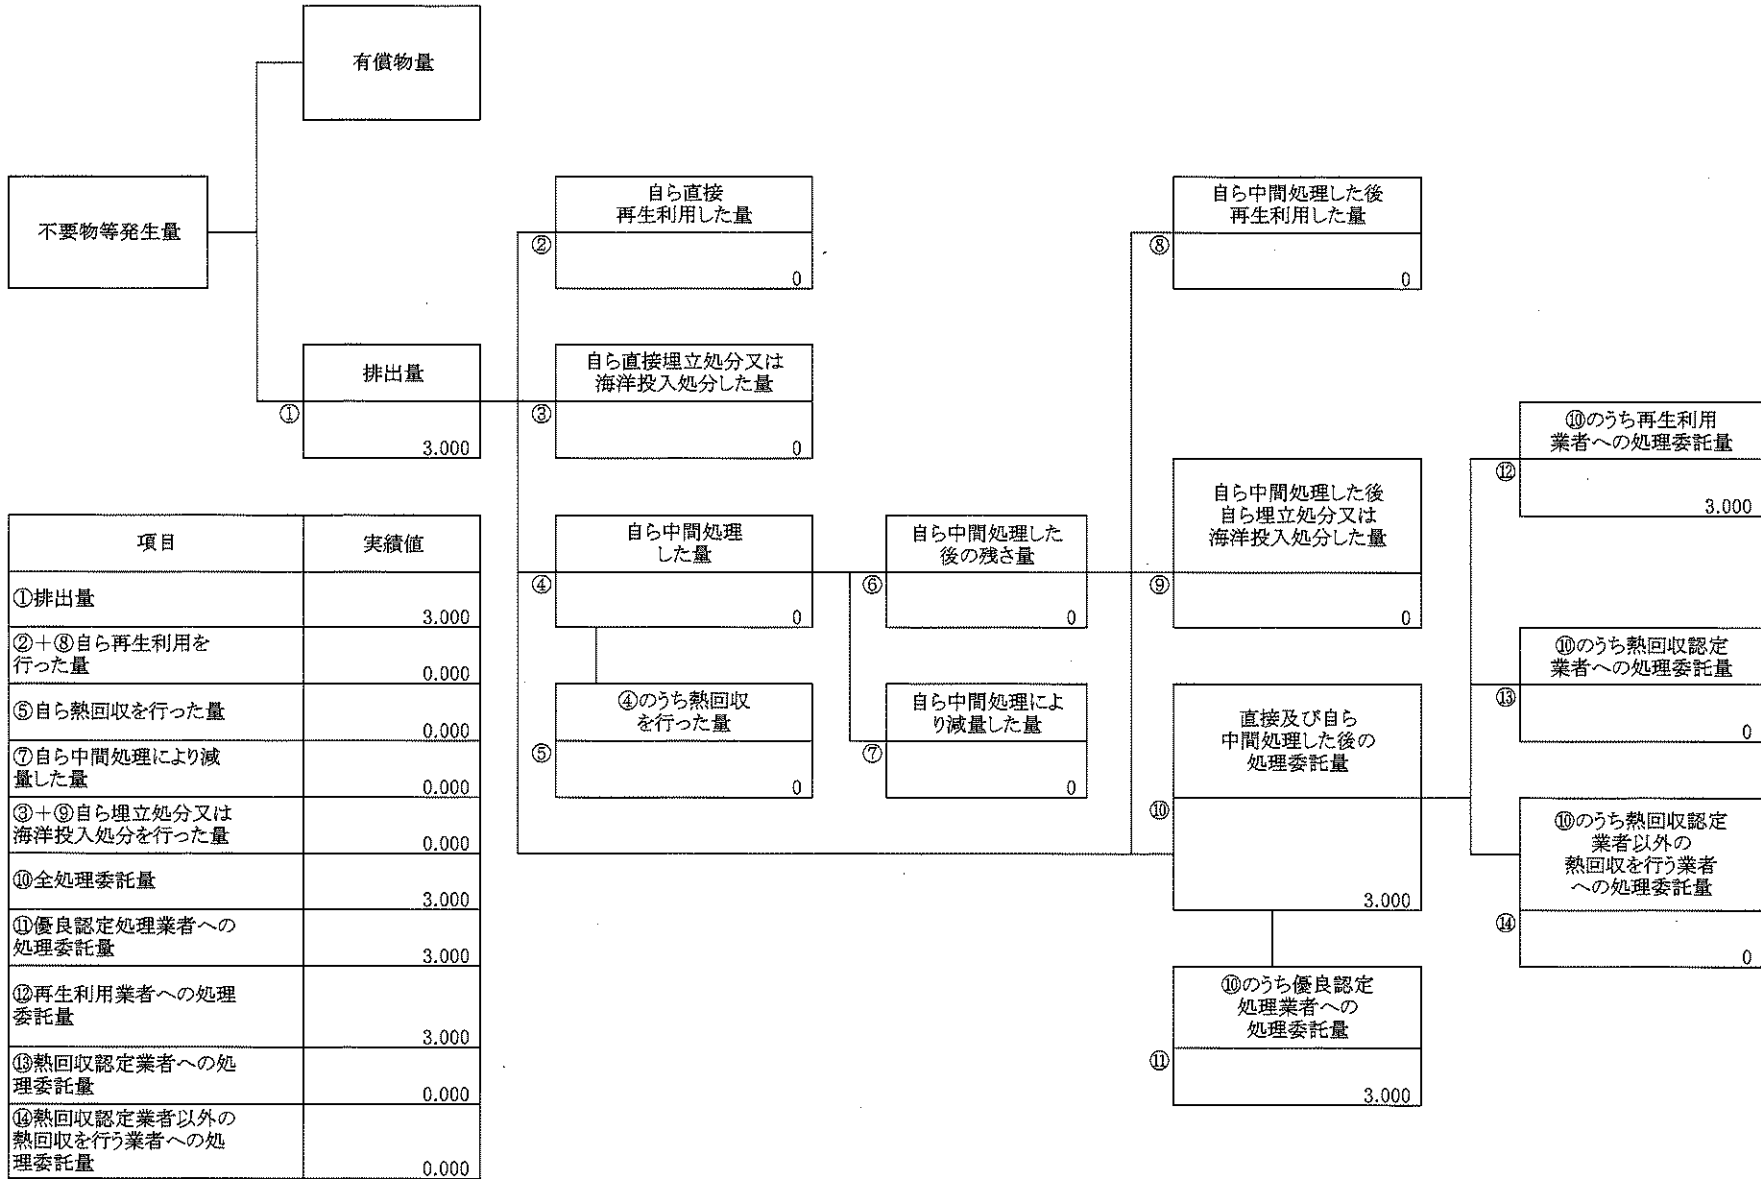 有償物量
不要物等発生量
排出量
①
3.000
自ら直接
再生利用した量
②
0
自ら直接埋立処分又は
海洋投入処分した量
③
0
自ら中間処理
した量
④
0
④のうち熱回収
を行った量
⑤
0
自ら中間処理した
後の残さ量
⑥
0
自ら中間処理によ
り減量した量
⑦
0
自ら中間処理した後
再生利用した量
⑧
0
自ら中間処理した後
自ら埋立処分又は
海洋投入処分した量
⑨
0
直接及び自ら
中間処理した後の
処理委託量
⑩
3.000
⑩のうち優良認定
処理業者への
処理委託量
⑪
3.000
⑩のうち再生利用
業者への処理委託量
⑫
3.000
⑩のうち熱回収認定
業者への処理委託量
⑬
0
⑩のうち熱回収認定
業者以外の
熱回収を行う業者
への処理委託量
⑭
0
項目 実績値
①排出量
3.000
②+⑧自ら再生利用を
行った量
0.000
⑤自ら熱回収を行った量
0.000
⑦自ら中間処理により減
量した量
0.000
③+⑨自ら埋立処分又は
海洋投入処分を行った量
0.000
⑩全処理委託量
3.000
⑪優良認定処理業者への
処理委託量
3.000
⑫再生利用業者への処理
委託量
3.000
⑬熱回収認定業者への処
理委託量
0.000
⑭熱回収認定業者以外の
熱回収を行う業者への処
理委託量
0.000